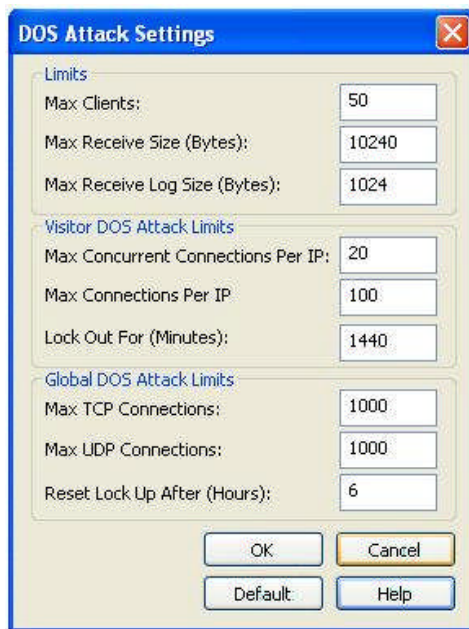 DOS Attack Settings
Limits
Max Clients: 50
Max Receive Size (Bytes): 10240
Max Receive Log Size (Bytes): 1024
Visitor DOS Attack Limits
Max Concurrent Connections Per IP: 20
Max Connections Per IP 100
Lock Out For (Minutes): 1440
Global DOS Attack Limits
Max TCP Connections: 1000
Max UDP Connections: 1000
Reset Lock Up After (Hours): 6
OK Cancel
Default Help